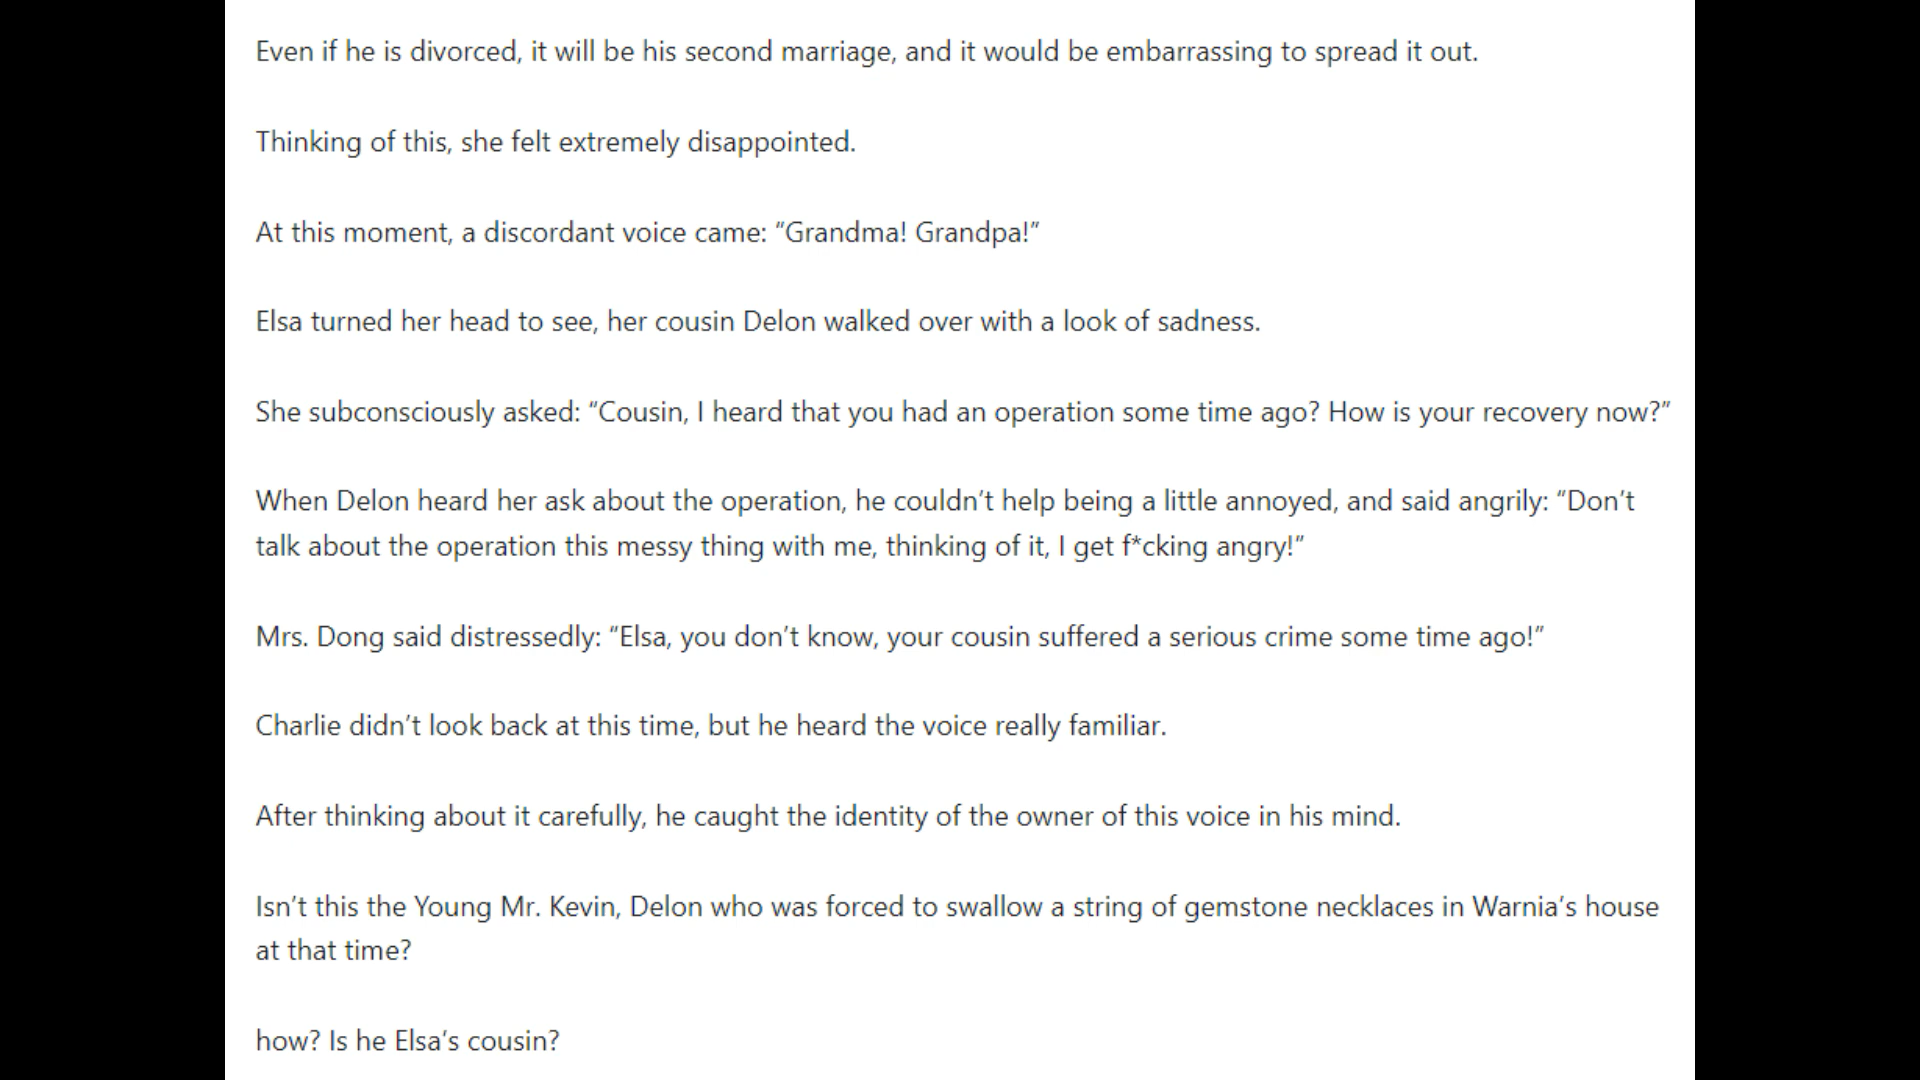 Even if he is divorced, it will be his second marriage, and it would be embarrassing to spread it out.
Thinking of this, she felt extremely disappointed.
At this moment, a discordant voice came: “Grandma! Grandpa!”
Elsa turned her head to see, her cousin Delon walked over with a look of sadness.
She subconsciously asked: “Cousin, I heard that you had an operation some time ago? How is your recovery now?”
When Delon heard her ask about the operation, he couldn’t help being a little annoyed, and said angrily: “Don’t
talk about the operation this messy thing with me, thinking of it, I get f*cking angry!”
Mrs. Dong said distressedly: “Elsa, you don’t know, your cousin suffered a serious crime some time ago!”
Charlie didn’t look back at this time, but he heard the voice really familiar.
After thinking about it carefully, he caught the identity of the owner of this voice in his mind.
Isn’t this the Young Mr. Kevin, Delon who was forced to swallow a string of gemstone necklaces in Warnia’s house
at that time?
how? Is he Elsa’s cousin?